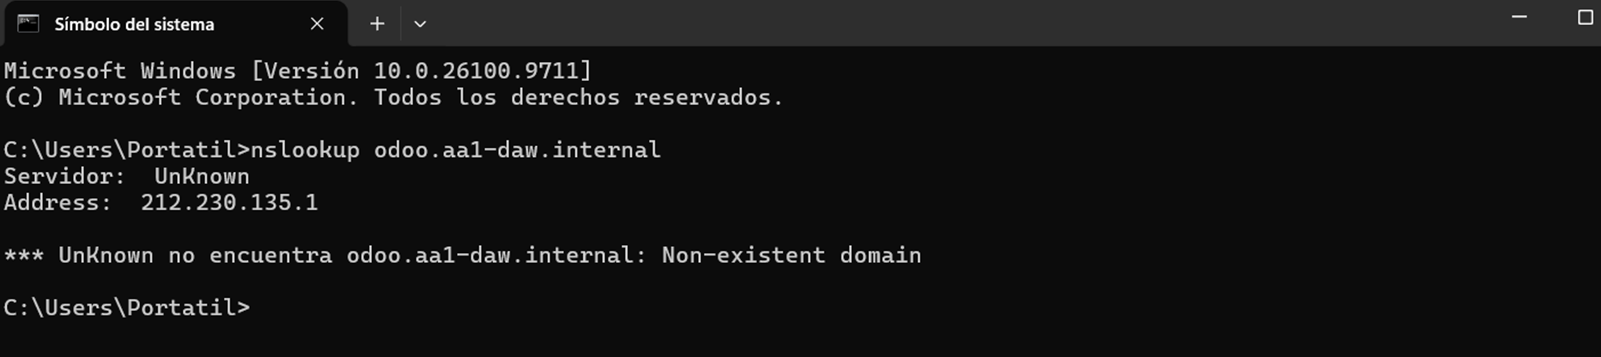 Símbolo del sistema
Microsoft Windows [Versión 10.0.26100.9711]
(c) Microsoft Corporation. Todos los derechos reservados.
C:\Users\Portatil>nslookup odoo.aa1-daw.internal
Servidor:  UnKnown
Address:  212.230.135.1
*** UnKnown no encuentra odoo.aa1-daw.internal: Non-existent domain
C:\Users\Portatil>